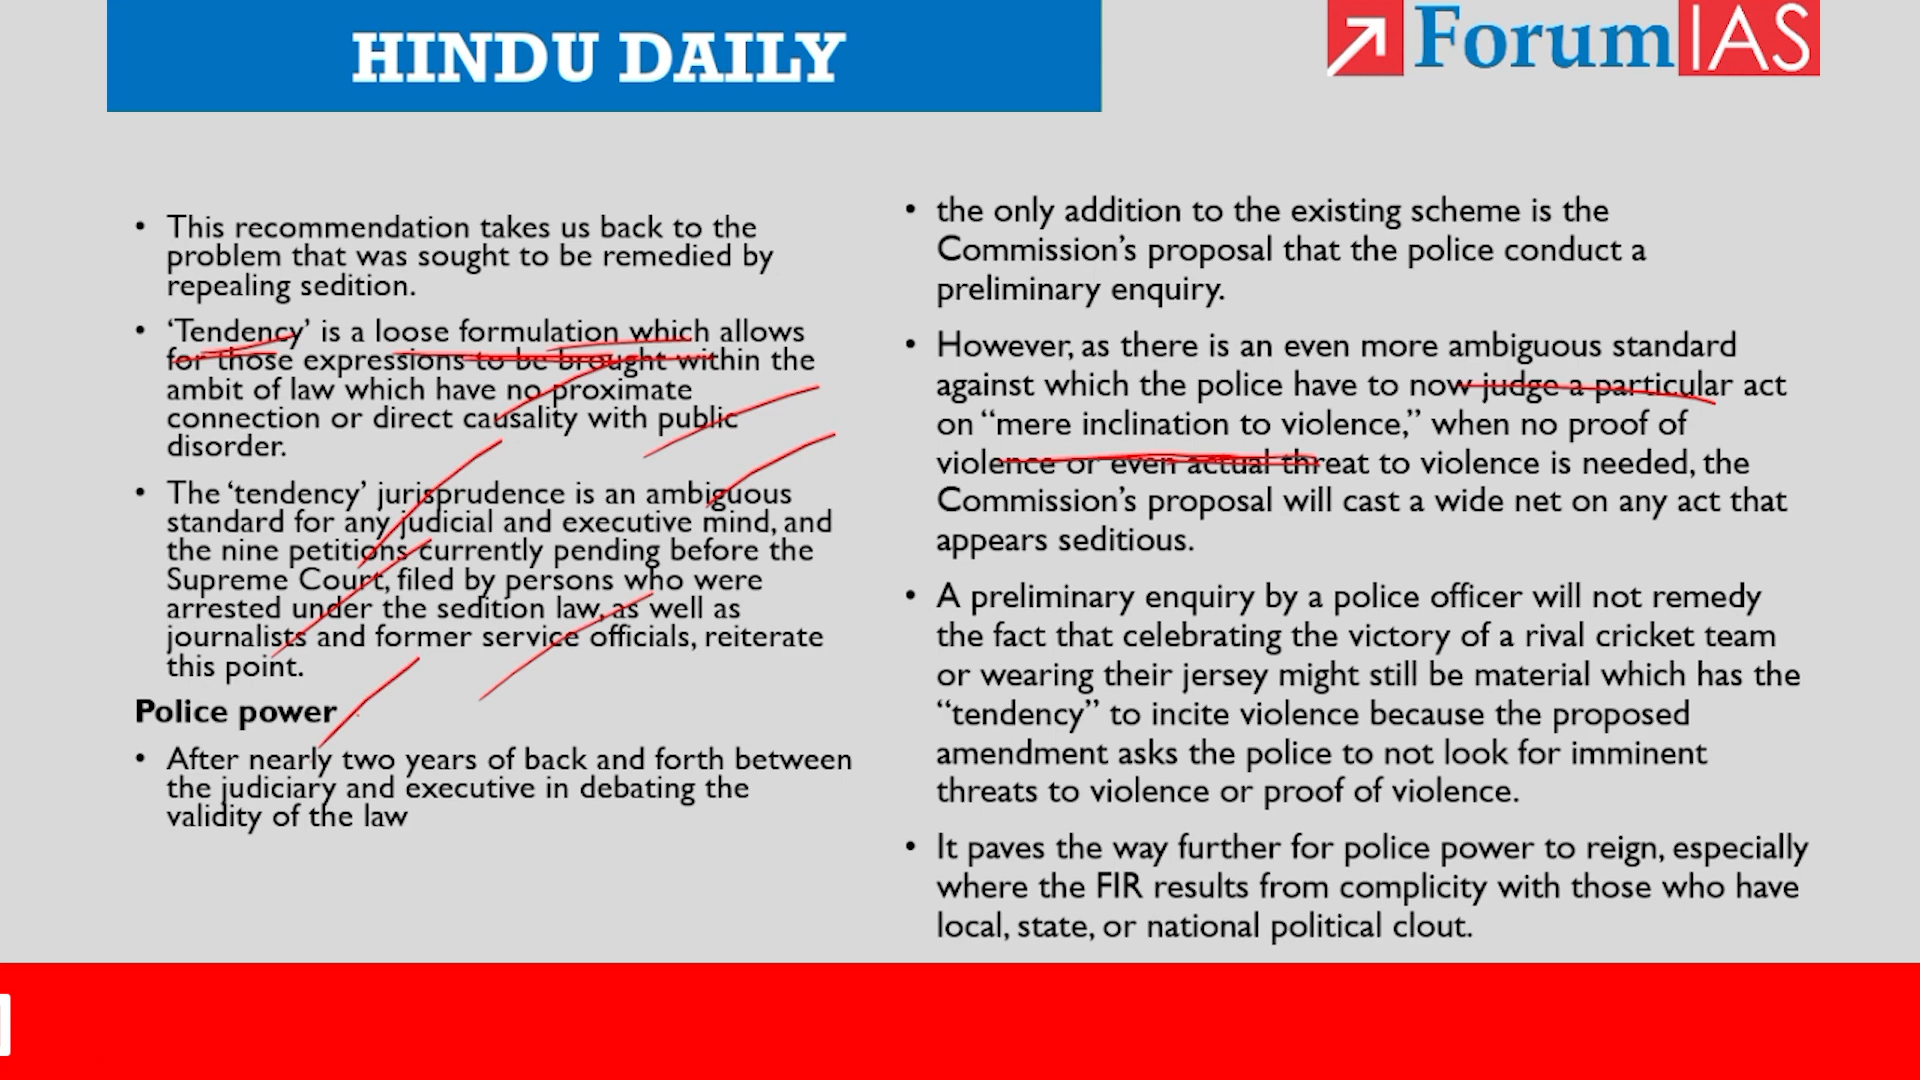 HINDU DAILY
ForumIAS
• This recommendation takes us back to the
problem that was sought to be remedied by
repealing sedition.
• ‘Tendency’ is a loose formulation which allows
for those expressions to be brought within the
ambit of law which have no proximate
connection or direct causality with public
disorder.
• The ‘tendency’ jurisprudence is an ambiguous
standard for any judicial and executive mind, and
the nine petitions currently pending before the
Supreme Court, filed by persons who were
arrested under the sedition law, as well as
journalists and former service officials, reiterate
this point.
Police power
• After nearly two years of back and forth between
the judiciary and executive in debating the
validity of the law
• the only addition to the existing scheme is the
Commission’s proposal that the police conduct a
preliminary enquiry.
• However, as there is an even more ambiguous standard
against which the police have to now judge a particular act
on “mere inclination to violence,” when no proof of
violence or even actual threat to violence is needed, the
Commission’s proposal will cast a wide net on any act that
appears seditious.
• A preliminary enquiry by a police officer will not remedy
the fact that celebrating the victory of a rival cricket team
or wearing their jersey might still be material which has the
“tendency” to incite violence because the proposed
amendment asks the police to not look for imminent
threats to violence or proof of violence.
• It paves the way further for police power to reign, especially
where the FIR results from complicity with those who have
local, state, or national political clout.